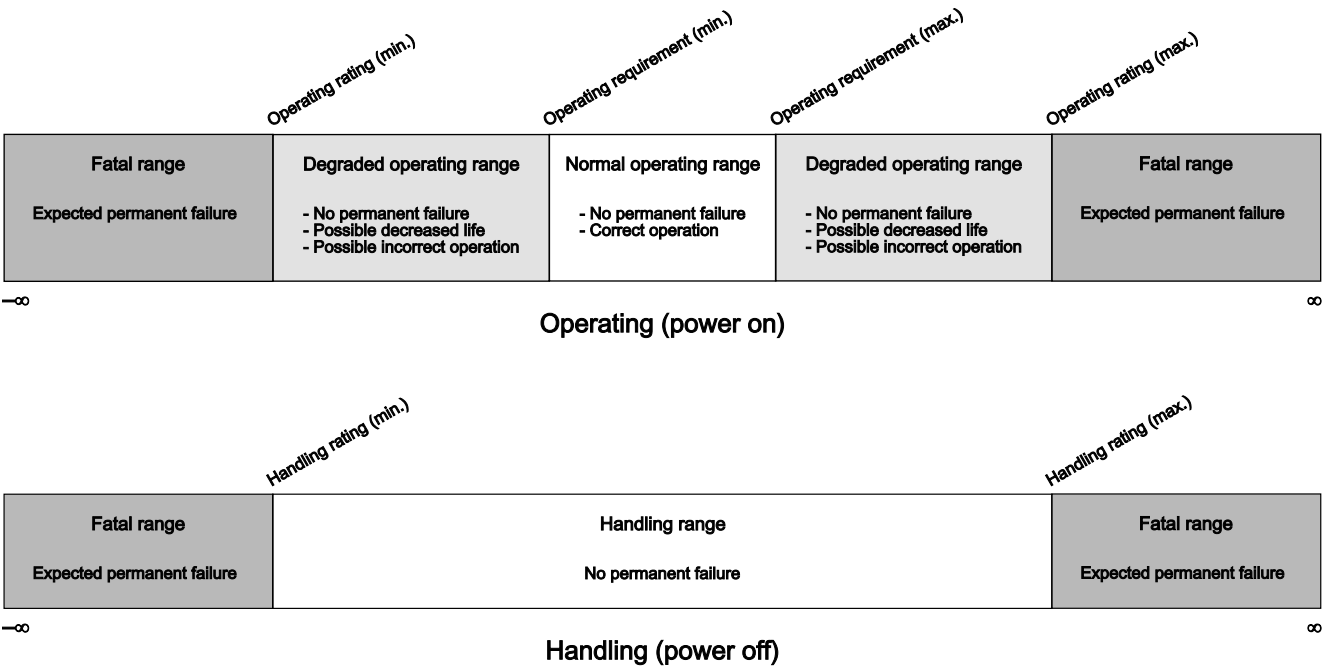 Operating rating (min.)
Operating requirement (min.)
Operating requirement (max.)
Operating rating (max.)
Fatal range
Expected permanent failure
Degraded operating range
- No permanent failure
- Possible decreased life
- Possible incorrect operation
Normal operating range
- No permanent failure
- Correct operation
Degraded operating range
- No permanent failure
- Possible decreased life
- Possible incorrect operation
Fatal range
Expected permanent failure
–∞
∞
Operating (power on)
Handling rating (min.)
Handling rating (max.)
Fatal range
Expected permanent failure
Handling range
No permanent failure
Fatal range
Expected permanent failure
–∞
∞
Handling (power off)